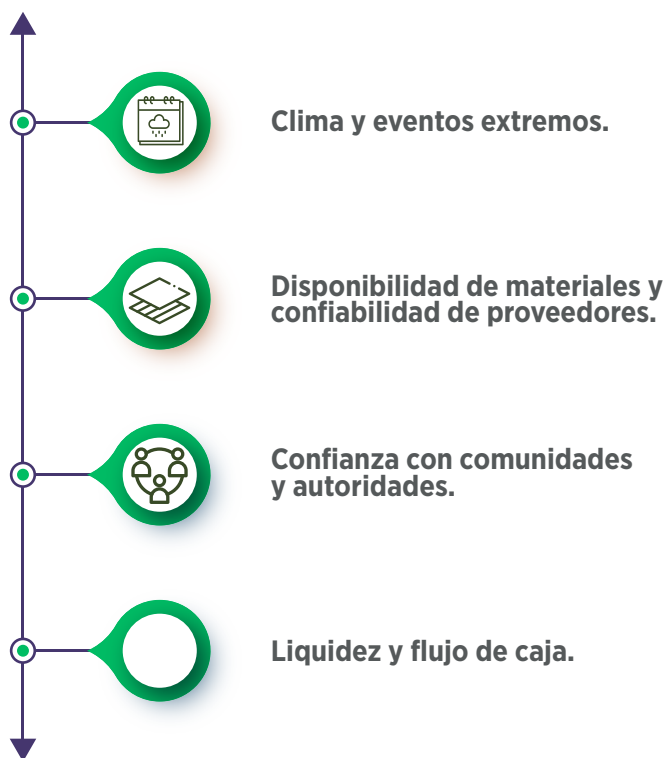 Clima y eventos extremos.
Disponibilidad de materiales y
confiabilidad de proveedores.
Confianza con comunidades
y autoridades.
Liquidez y flujo de caja.